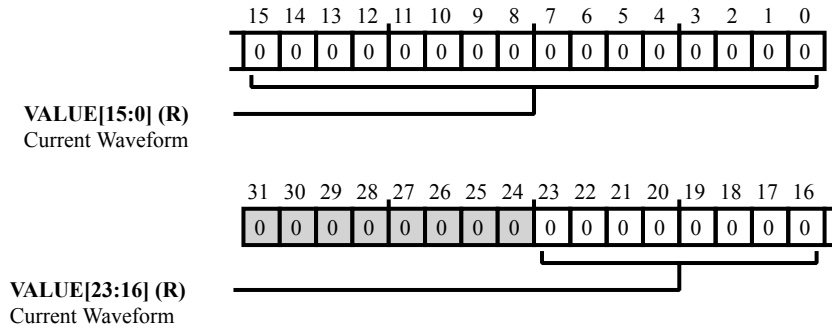 15 14 13 12 11 10 9 8 7 6 5 4 3 2 1 0
0 0 0 0 0 0 0 0 0 0 0 0 0 0 0 0
VALUE[15:0] (R)
Current Waveform
31 30 29 28 27 26 25 24 23 22 21 20 19 18 17 16
0 0 0 0 0 0 0 0 0 0 0 0 0 0 0 0
VALUE[23:16] (R)
Current Waveform